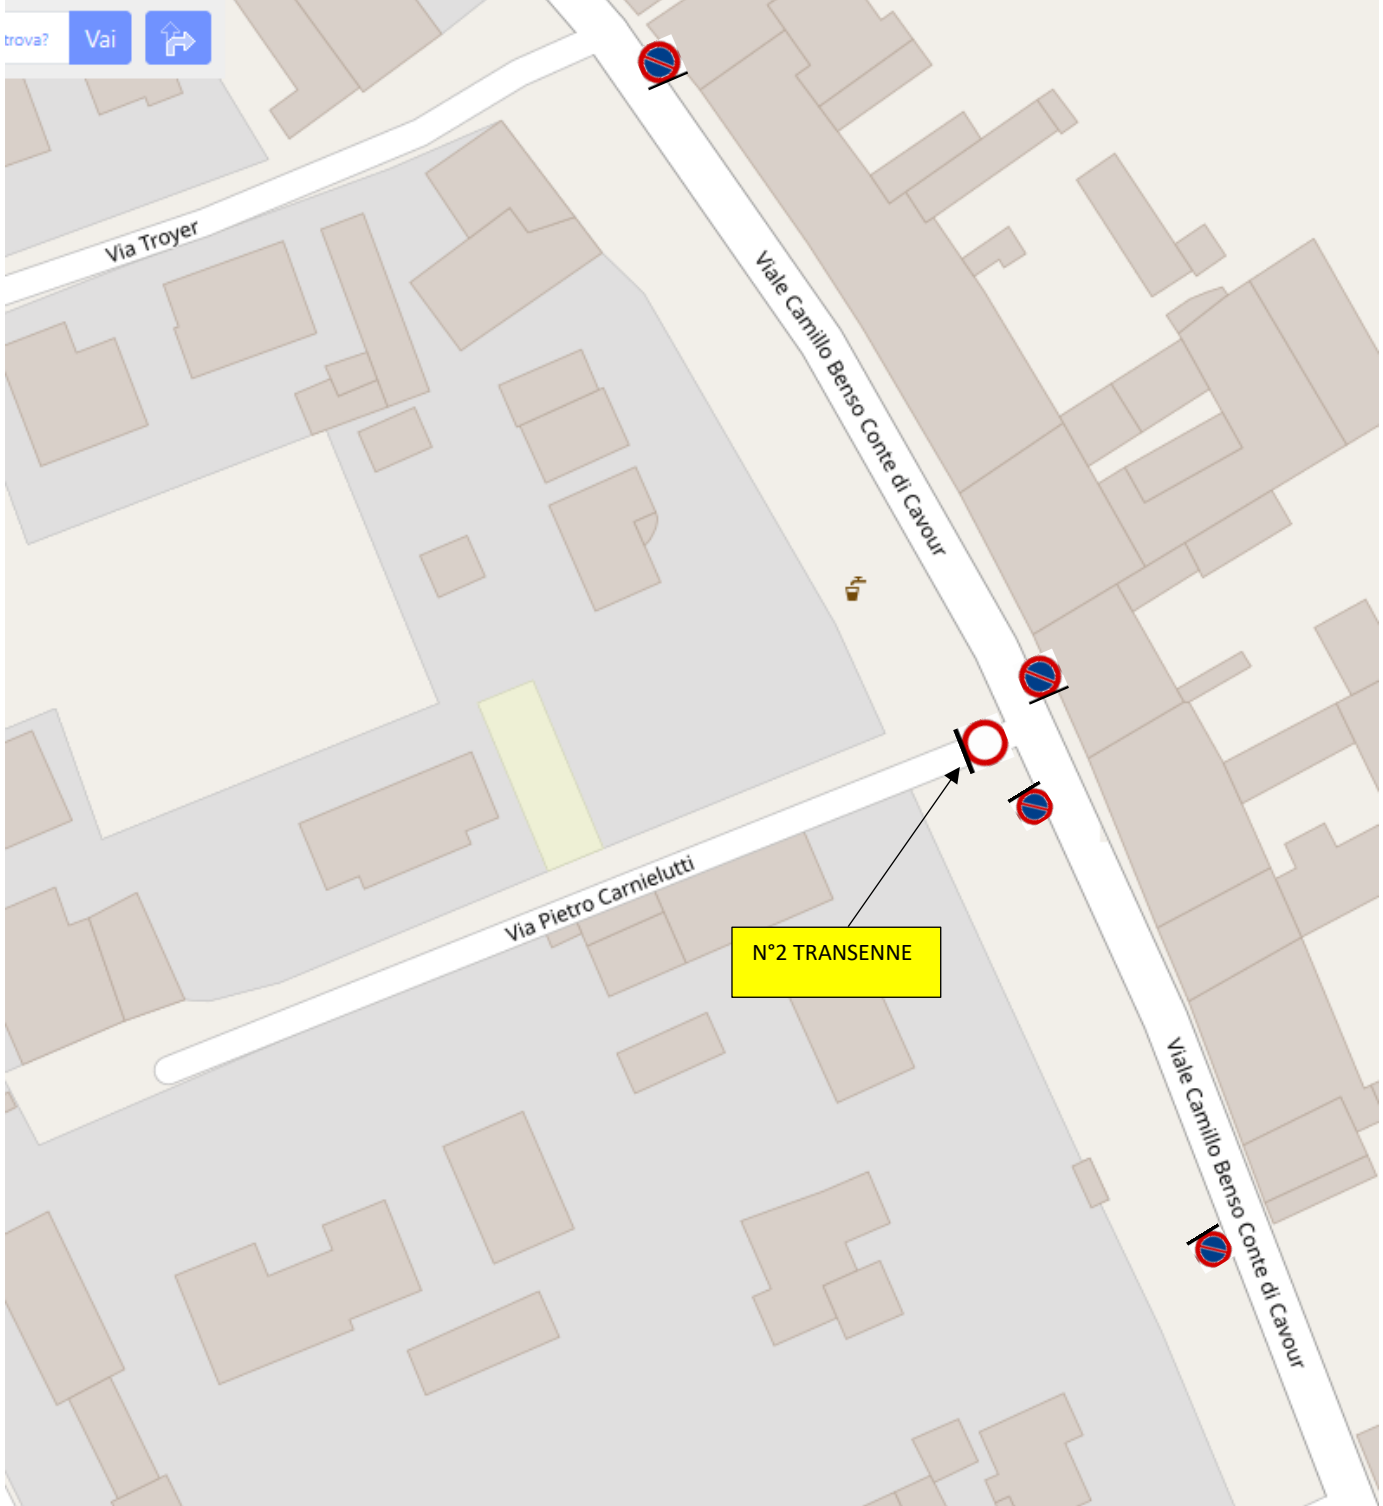 trova?
Vai
Via Troyer
Viale Camillo Benso Conte di Cavour
Via Pietro Carnielutti
N°2 TRANSENNE
Viale Camillo Benso Conte di Cavour